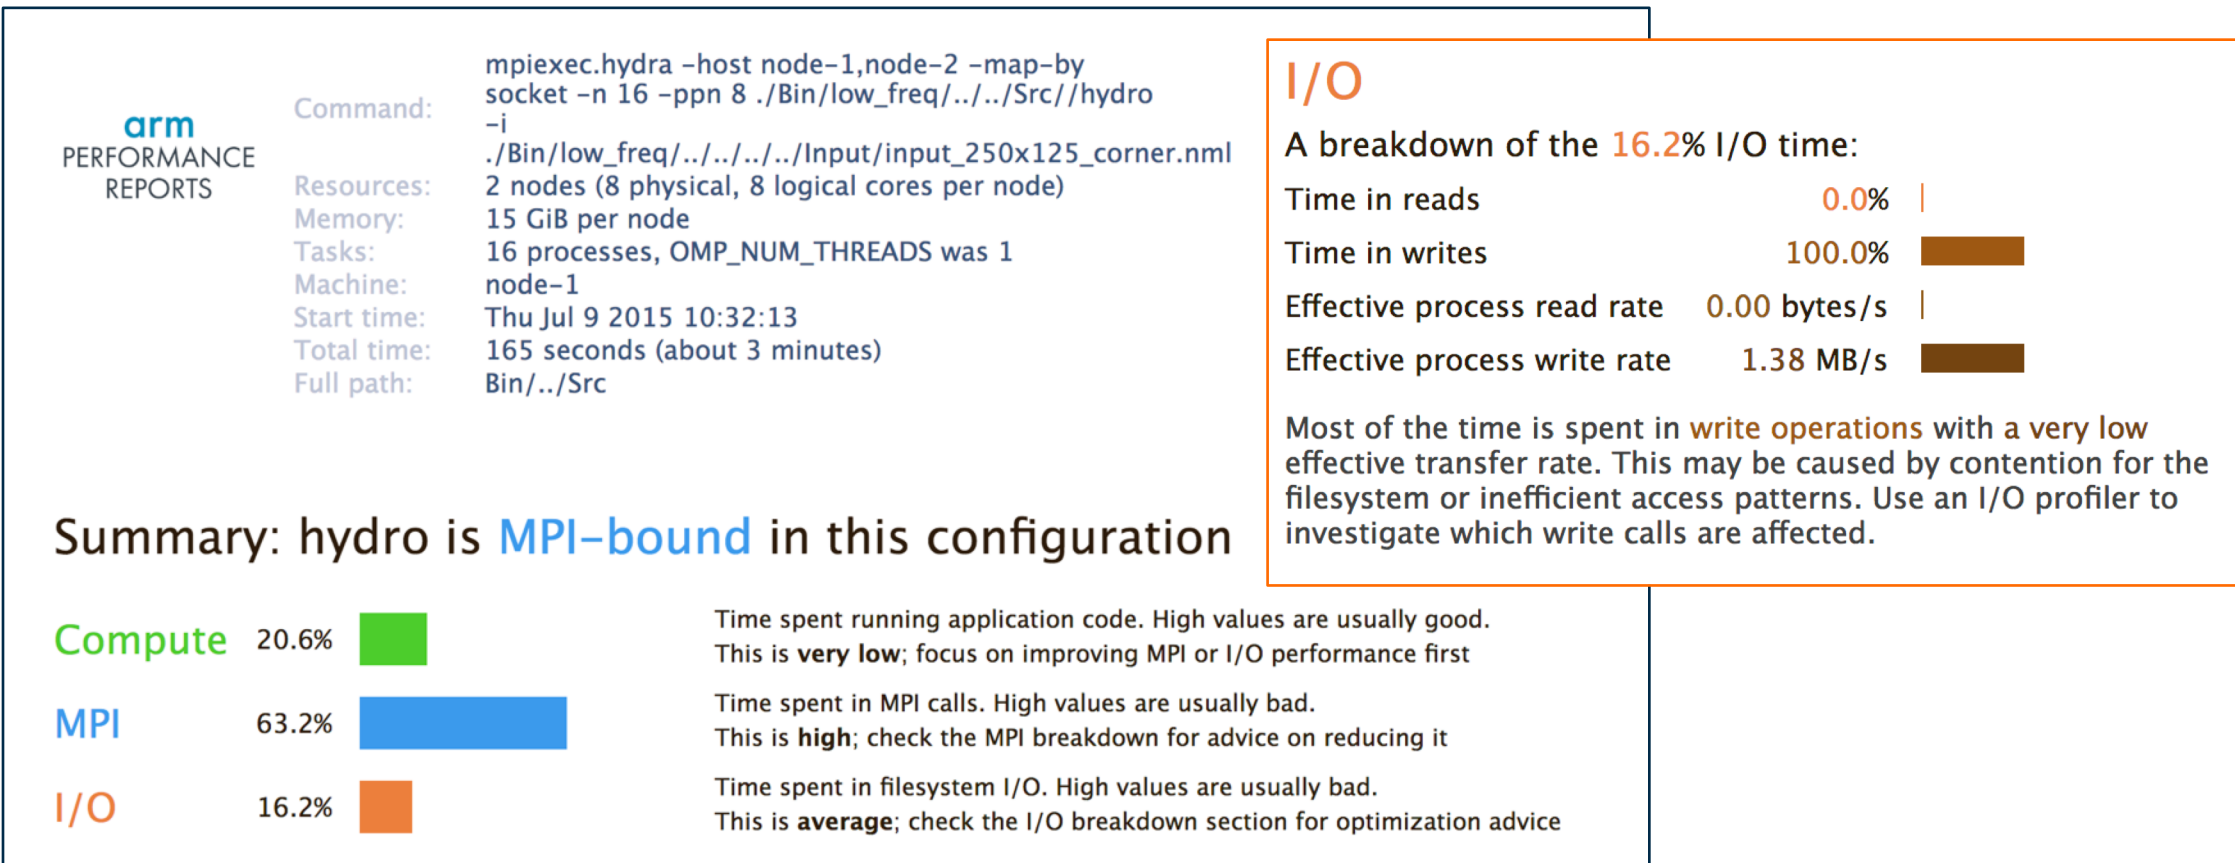 arm
PERFORMANCE
REPORTS
Command:
mpiexec.hydra -host node-1,node-2 -map-by
socket -n 16 -ppn 8 ./Bin/low_freq/../../Src//hydro
-i
./Bin/low_freq/../../../../Input/input_250x125_corner.nml
Resources: 2 nodes (8 physical, 8 logical cores per node)
Memory: 15 GiB per node
Tasks: 16 processes, OMP_NUM_THREADS was 1
Machine: node-1
Start time: Thu Jul 9 2015 10:32:13
Total time: 165 seconds (about 3 minutes)
Full path: Bin/../Src
I/O
A breakdown of the 16.2% I/O time:
Time in reads 0.0%
Time in writes 100.0%
Effective process read rate 0.00 bytes/s
Effective process write rate 1.38 MB/s
Most of the time is spent in write operations with a very low
effective transfer rate. This may be caused by contention for the
filesystem or inefficient access patterns. Use an I/O profiler to
investigate which write calls are affected.
Summary: hydro is MPI-bound in this configuration
Compute 20.6%
Time spent running application code. High values are usually good.
This is very low; focus on improving MPI or I/O performance first
MPI 63.2%
Time spent in MPI calls. High values are usually bad.
This is high; check the MPI breakdown for advice on reducing it
I/O 16.2%
Time spent in filesystem I/O. High values are usually bad.
This is average; check the I/O breakdown section for optimization advice